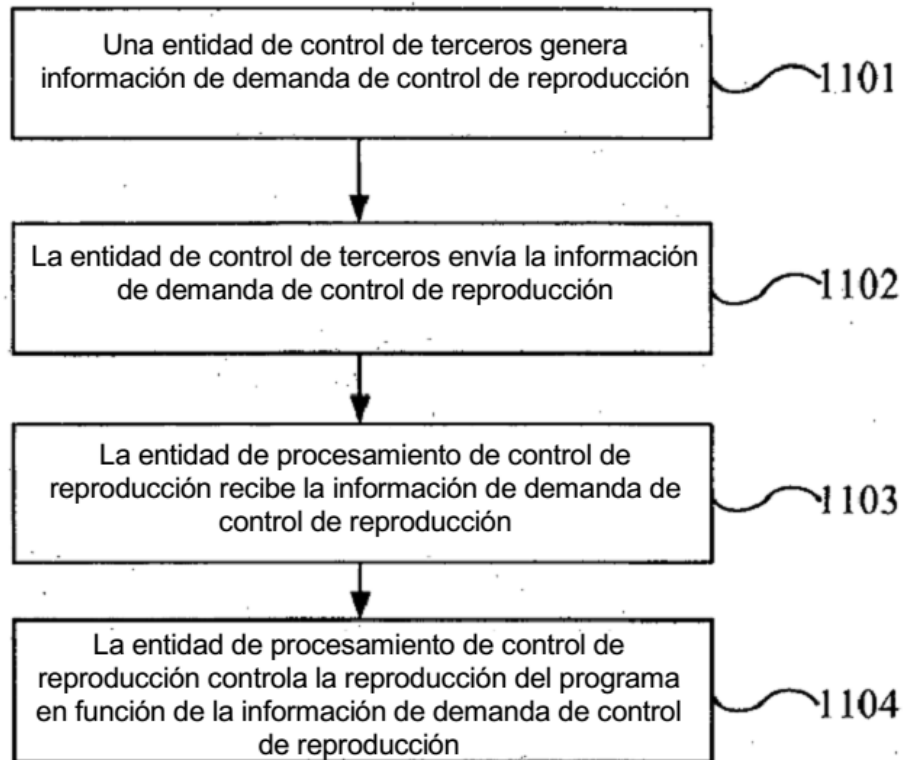 Una entidad de control de terceros genera
información de demanda de control de reproducción
1101
La entidad de control de terceros envía la información
de demanda de control de reproducción
1102
La entidad de procesamiento de control de
reproducción recibe la información de demanda de
control de reproducción
1103
La entidad de procesamiento de control de
reproducción controla la reproducción del programa
en función de la información de demanda de control
de reproducción
1104